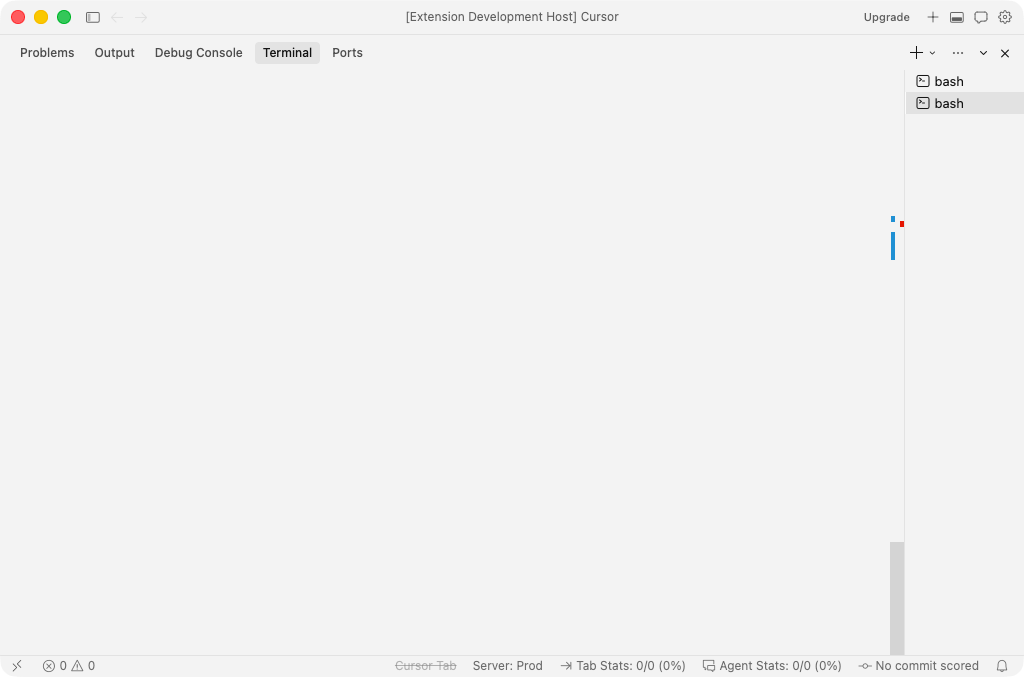 [Extension Development Host] Cursor
Upgrade
Problems Output Debug Console Terminal Ports
bash
bash
0 0
Cursor Tab Server: Prod Tab Stats: 0/0 (0%) Agent Stats: 0/0 (0%) No commit scored